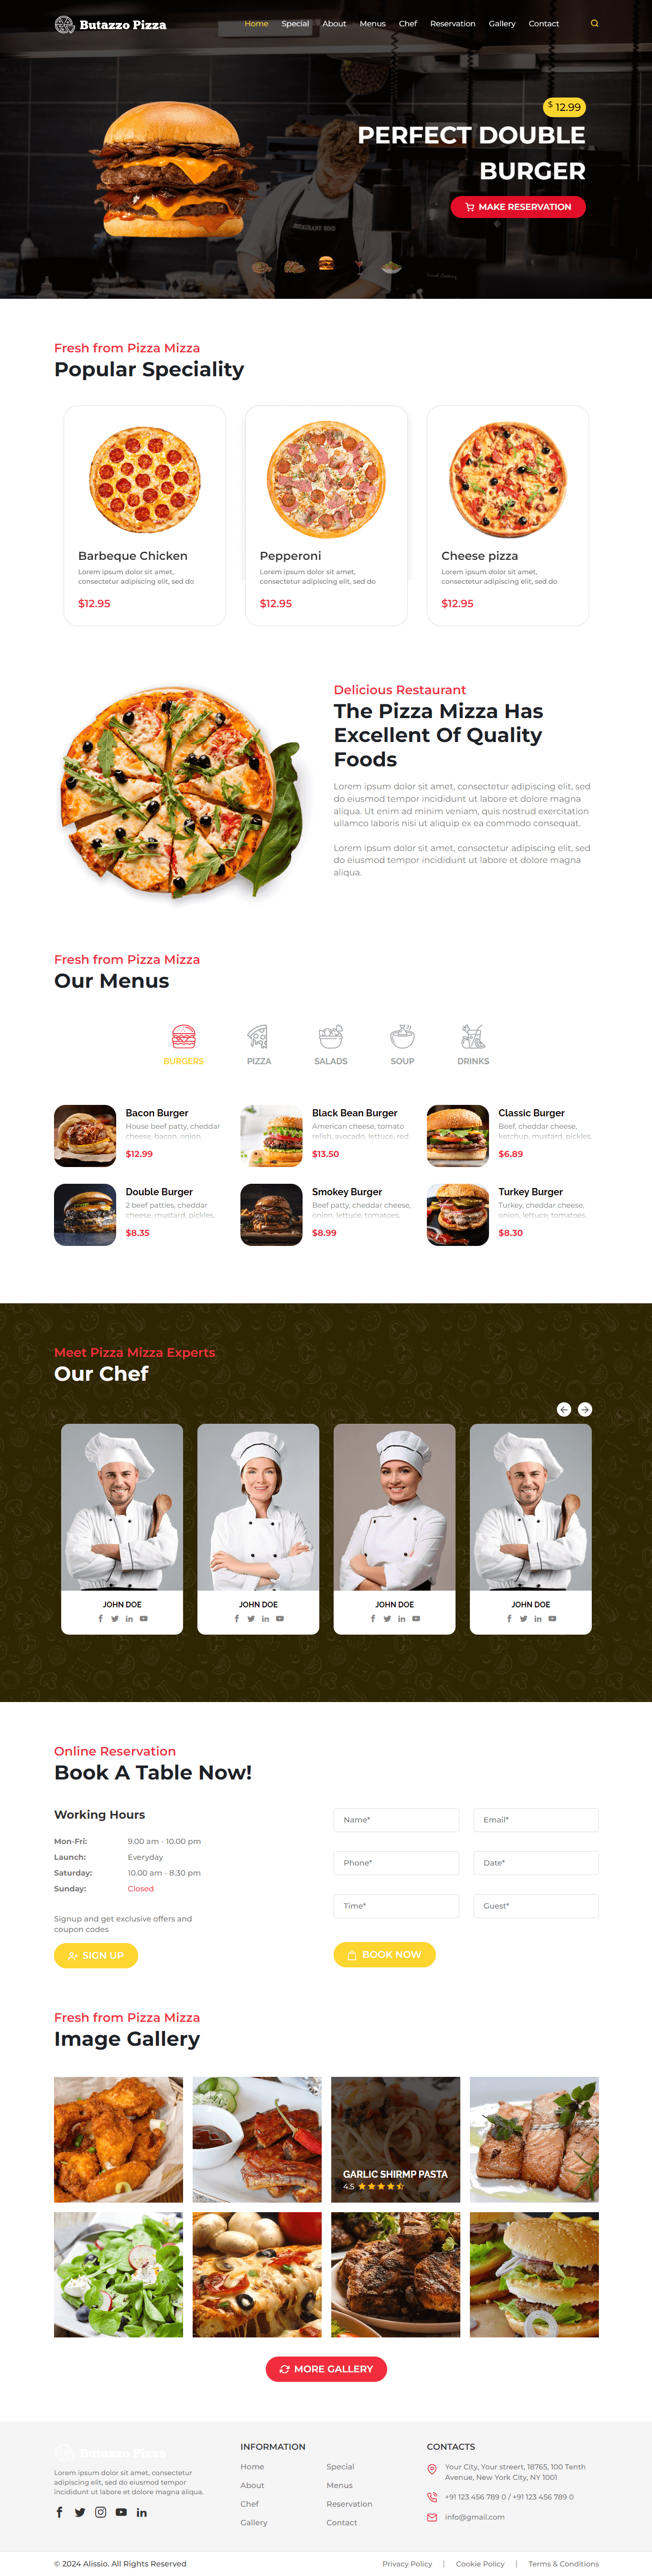 Butazzo Pizza
Home Special About Menus Chef Reservation Gallery Contact
$ 12.99
PERFECT DOUBLE
BURGER
MAKE RESERVATION
Fresh from Pizza Mizza
Popular Speciality
Barbeque Chicken
Lorem ipsum dolor sit amet,
consectetur adipiscing elit, sed do
$12.95
Pepperoni
Lorem ipsum dolor sit amet,
consectetur adipiscing elit, sed do
$12.95
Cheese pizza
Lorem ipsum dolor sit amet,
consectetur adipiscing elit, sed do
$12.95
Delicious Restaurant
The Pizza Mizza Has
Excellent Of Quality
Foods
Lorem ipsum dolor sit amet, consectetur adipiscing elit, sed
do eiusmod tempor incididunt ut labore et dolore magna
aliqua. Ut enim ad minim veniam, quis nostrud exercitation
ullamco laboris nisi ut aliquip ex ea commodo consequat.
Lorem ipsum dolor sit amet, consectetur adipiscing elit, sed
do eiusmod tempor incididunt ut labore et dolore magna
aliqua.
Fresh from Pizza Mizza
Our Menus
BURGERS PIZZA SALADS SOUP DRINKS
Bacon Burger
House beef patty, cheddar
cheese, bacon, onion,
$12.99
Black Bean Burger
American cheese, tomato
relish, avocado, lettuce, red
$13.50
Classic Burger
Beef, cheddar cheese,
ketchup, mustard, pickles,
$6.89
Double Burger
2 beef patties, cheddar
cheese, mustard, pickles,
$8.35
Smokey Burger
Beef patty, cheddar cheese,
onion, lettuce, tomatoes,
$8.99
Turkey Burger
Turkey, cheddar cheese,
onion, lettuce, tomatoes,
$8.30
Meet Pizza Mizza Experts
Our Chef
JOHN DOE
JOHN DOE
JOHN DOE
JOHN DOE
Online Reservation
Book A Table Now!
Working Hours
Mon-Fri: 9.00 am - 10.00 pm
Launch: Everyday
Saturday: 10.00 am - 8.30 pm
Sunday: Closed
Signup and get exclusive offers and
coupon codes
SIGN UP
Name* Email*
Phone* Date*
Time* Guest*
BOOK NOW
Fresh from Pizza Mizza
Image Gallery
GARLIC SHIRMP PASTA
4.5
MORE GALLERY
Butazzo Pizza
Lorem ipsum dolor sit amet, consectetur
adipiscing elit, sed do eiusmod tempor
incididunt ut labore et dolore magna aliqua.
INFORMATION
Home Special
About Menus
Chef Reservation
Gallery Contact
CONTACTS
Your City, Your streert, 18765, 100 Tenth
Avenue, New York City, NY 1001
+91 123 456 789 0 / +91 123 456 789 0
info@gmail.com
© 2024 Alissio. All Rights Reserved
Privacy Policy | Cookie Policy | Terms & Conditions